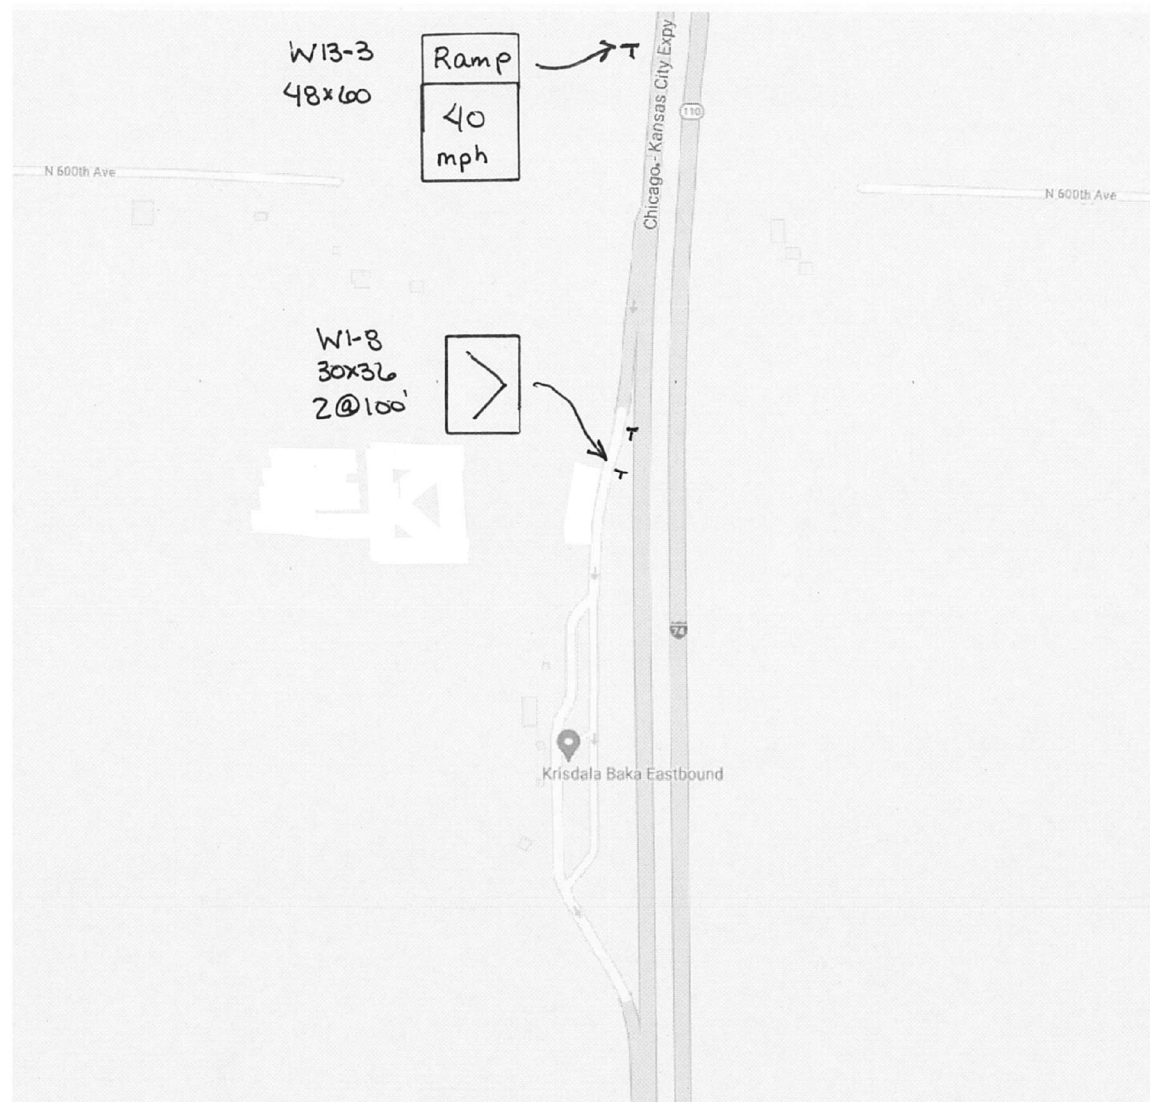 W13-3
48x60
Ramp
40
mph
T
Chicago - Kansas City Expy
110
N 600th Ave
N 600th Ave
W1-8
30x36
2@100'
T
T
74
Krisdala Baka Eastbound